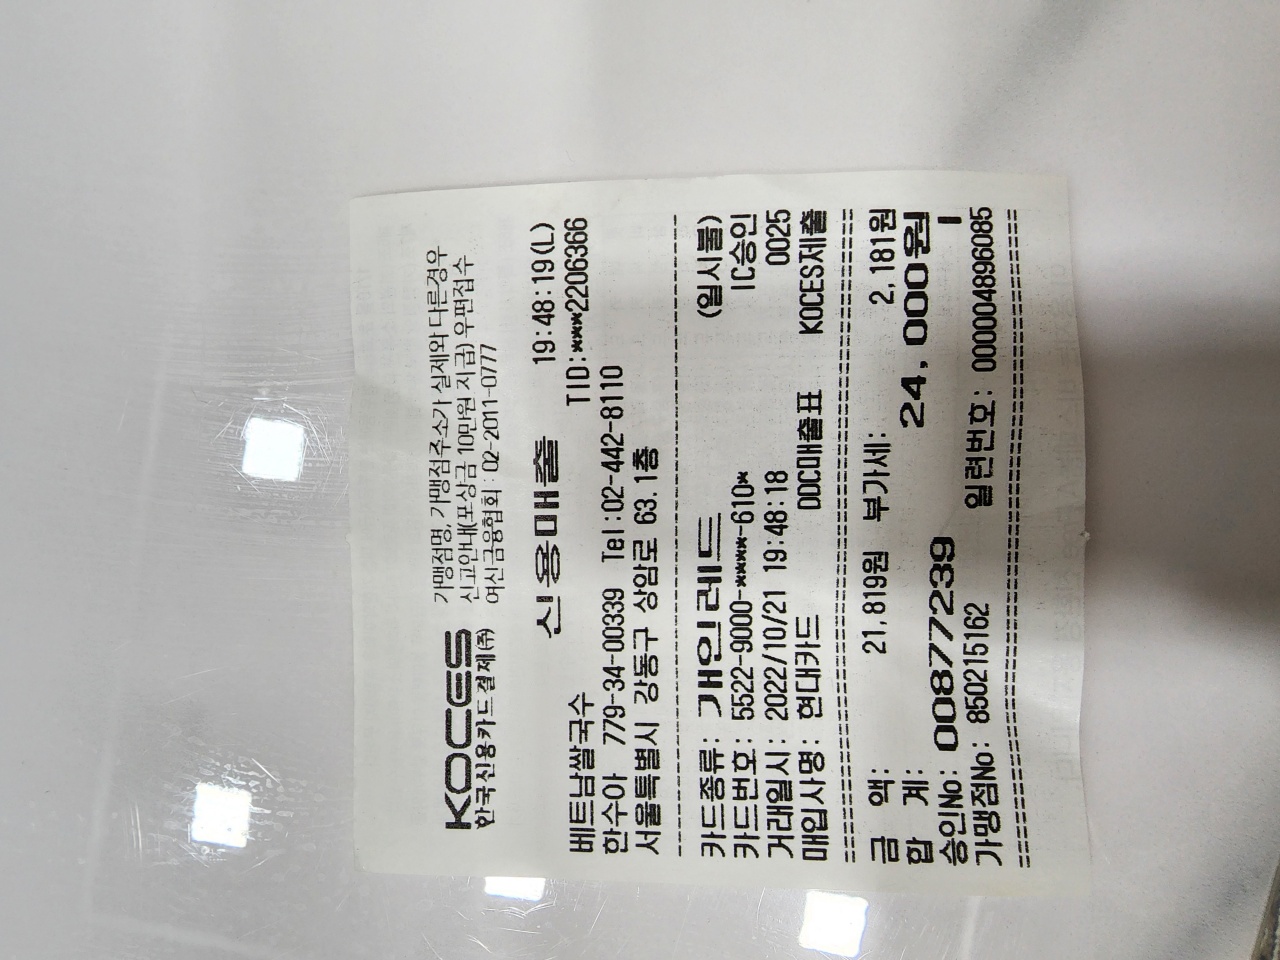 KOCES 가맹점명, 가맹점주소가 실제와 다른경우
신고안내(포상금 10만원 지급) 우편접수
한국신용카드결제㈜ 여신금융협회 : 02-2011-0777
신용매출 19:48:19(L)
베트남쌀국수 TID:***2206366
한수아 779-34-00339 Tel:02-442-8110
서울특별시 강동구 상암로 63.1층
카드종류: 개인레드 (일시불)
카드번호: 5522-9000-****-610* IC승인
거래일시: 2022/10/21 19:48:18 0025
매입사명: 현대카드 DDC매출표 KOCES제출
금 액: 21,819원 부가세: 2,181원
합 계: 24,000원
승인No: 00877239
가맹점No: 850215162 일련번호: 000004896085